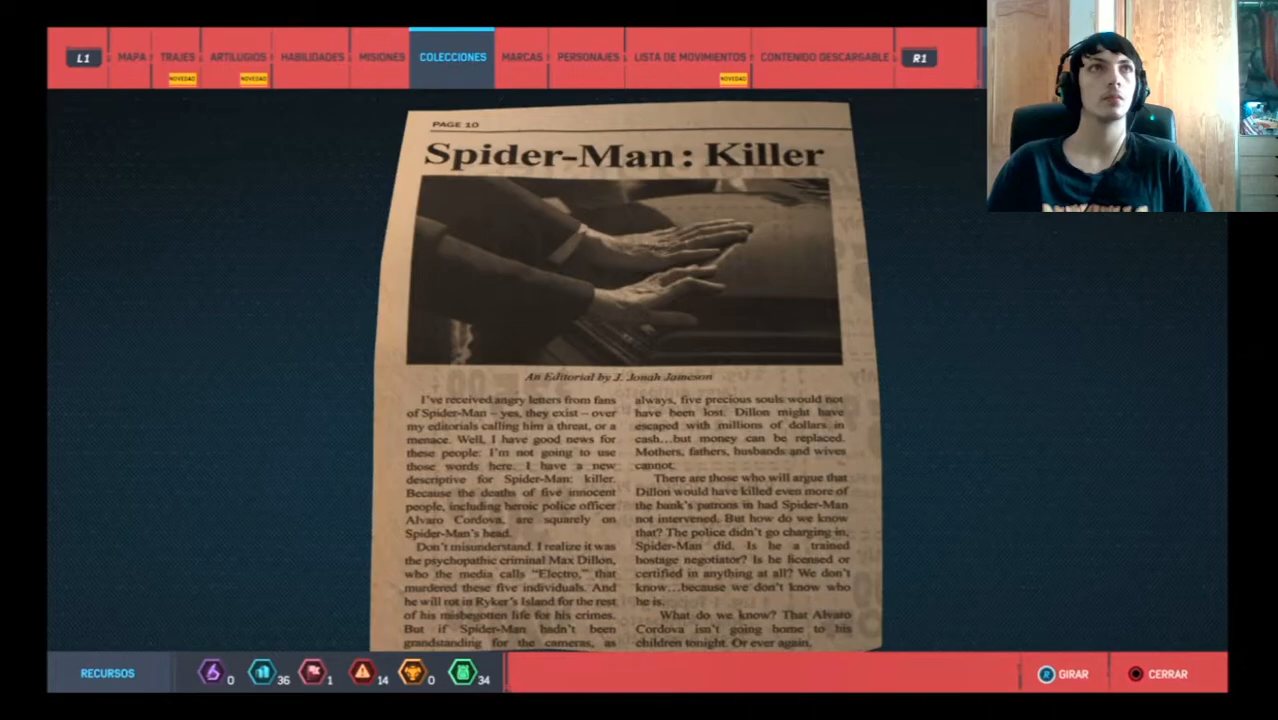 L1 MAPA TRAJES ARTILUGIOS HABILIDADES MISIONES COLECCIONES MARCAS PERSONAJES LISTA DE MOVIMIENTOS CONTENIDO DESCARGABLE R1
NOVEDAD NOVEDAD NOVEDAD
PAGE 10
Spider-Man: Killer
An Editorial by J. Jonah Jameson
I've received angry letters from fans
of Spider-Man – yes, they exist – over
my editorials calling him a threat, or a
menace. Well, I have good news for
these people: I'm not going to use
those words here. I have a new
descriptive for Spider-Man: killer.
Because the deaths of five innocent
people, including heroic police officer
Alvaro Cordova, are squarely on
Spider-Man's head.
Don't misunderstand. I realize it was
the psychopathic criminal Max Dillon,
who the media calls "Electro," that
murdered these five individuals. And
he will rot in Ryker's Island for the rest
of his misbegotten life for his crimes.
But if Spider-Man hadn't been
grandstanding for the cameras, as
always, five precious souls would not
have been lost. Dillon might have
escaped with millions of dollars in
cash...but money can be replaced.
Mothers, fathers, husbands and wives
cannot.
There are those who will argue that
Dillon would have killed even more of
the bank's patrons in had Spider-Man
not intervened. But how do we know
that? The police didn't go charging in,
Spider-Man did. Is he a trained
hostage negotiator? Is he licensed or
certified in anything at all? We don't
know...because we don't know who
he is.
What do we know? That Alvaro
Cordova isn't going home to his
children tonight. Or ever again.
RECURSOS 0 36 1 14 0 34 R GIRAR CERRAR